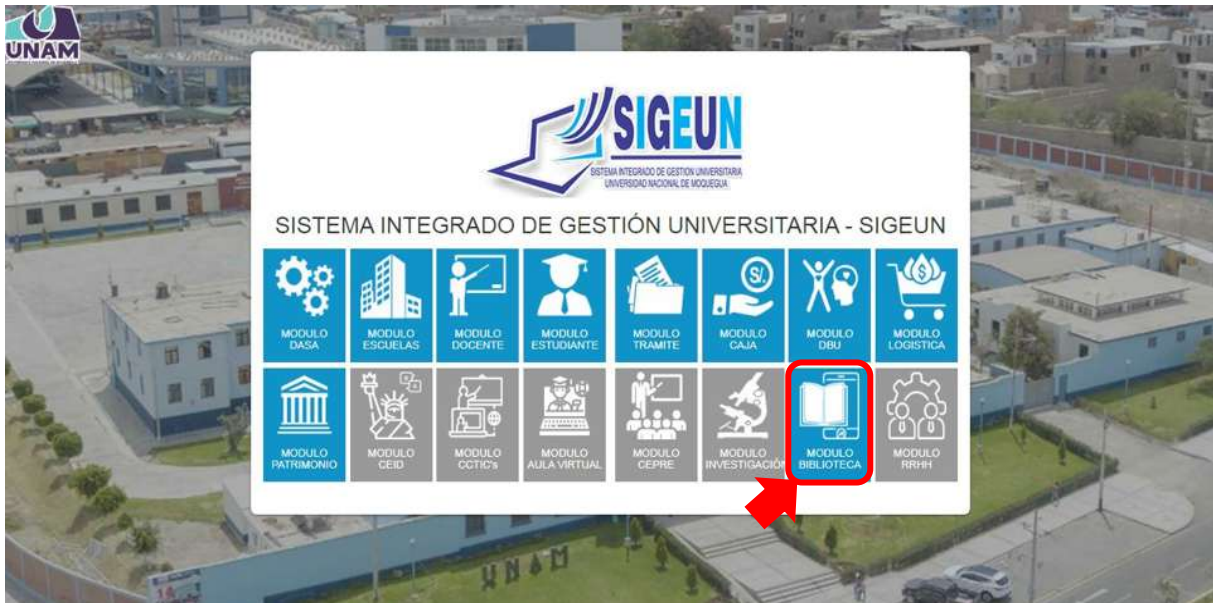 UNAM
SIGEUN
SISTEMA INTEGRADO DE GESTION UNIVERSITARIA
UNIVERSIDAD NACIONAL DE MOQUEGUA
SISTEMA INTEGRADO DE GESTIÓN UNIVERSITARIA - SIGEUN
S/.
$
MODULO
DASA
MODULO
ESCUELAS
MODULO
DOCENTE
MODULO
ESTUDIANTE
MODULO
TRAMITE
MODULO
CAJA
MODULO
DBU
MODULO
LOGISTICA
MODULO
PATRIMONIO
MODULO
CEID
MODULO
CCTIC's
MODULO
AULA VIRTUAL
MODULO
CEPRE
MODULO
INVESTIGACIÓN
MODULO
BIBLIOTECA
MODULO
RRHH
UNAM